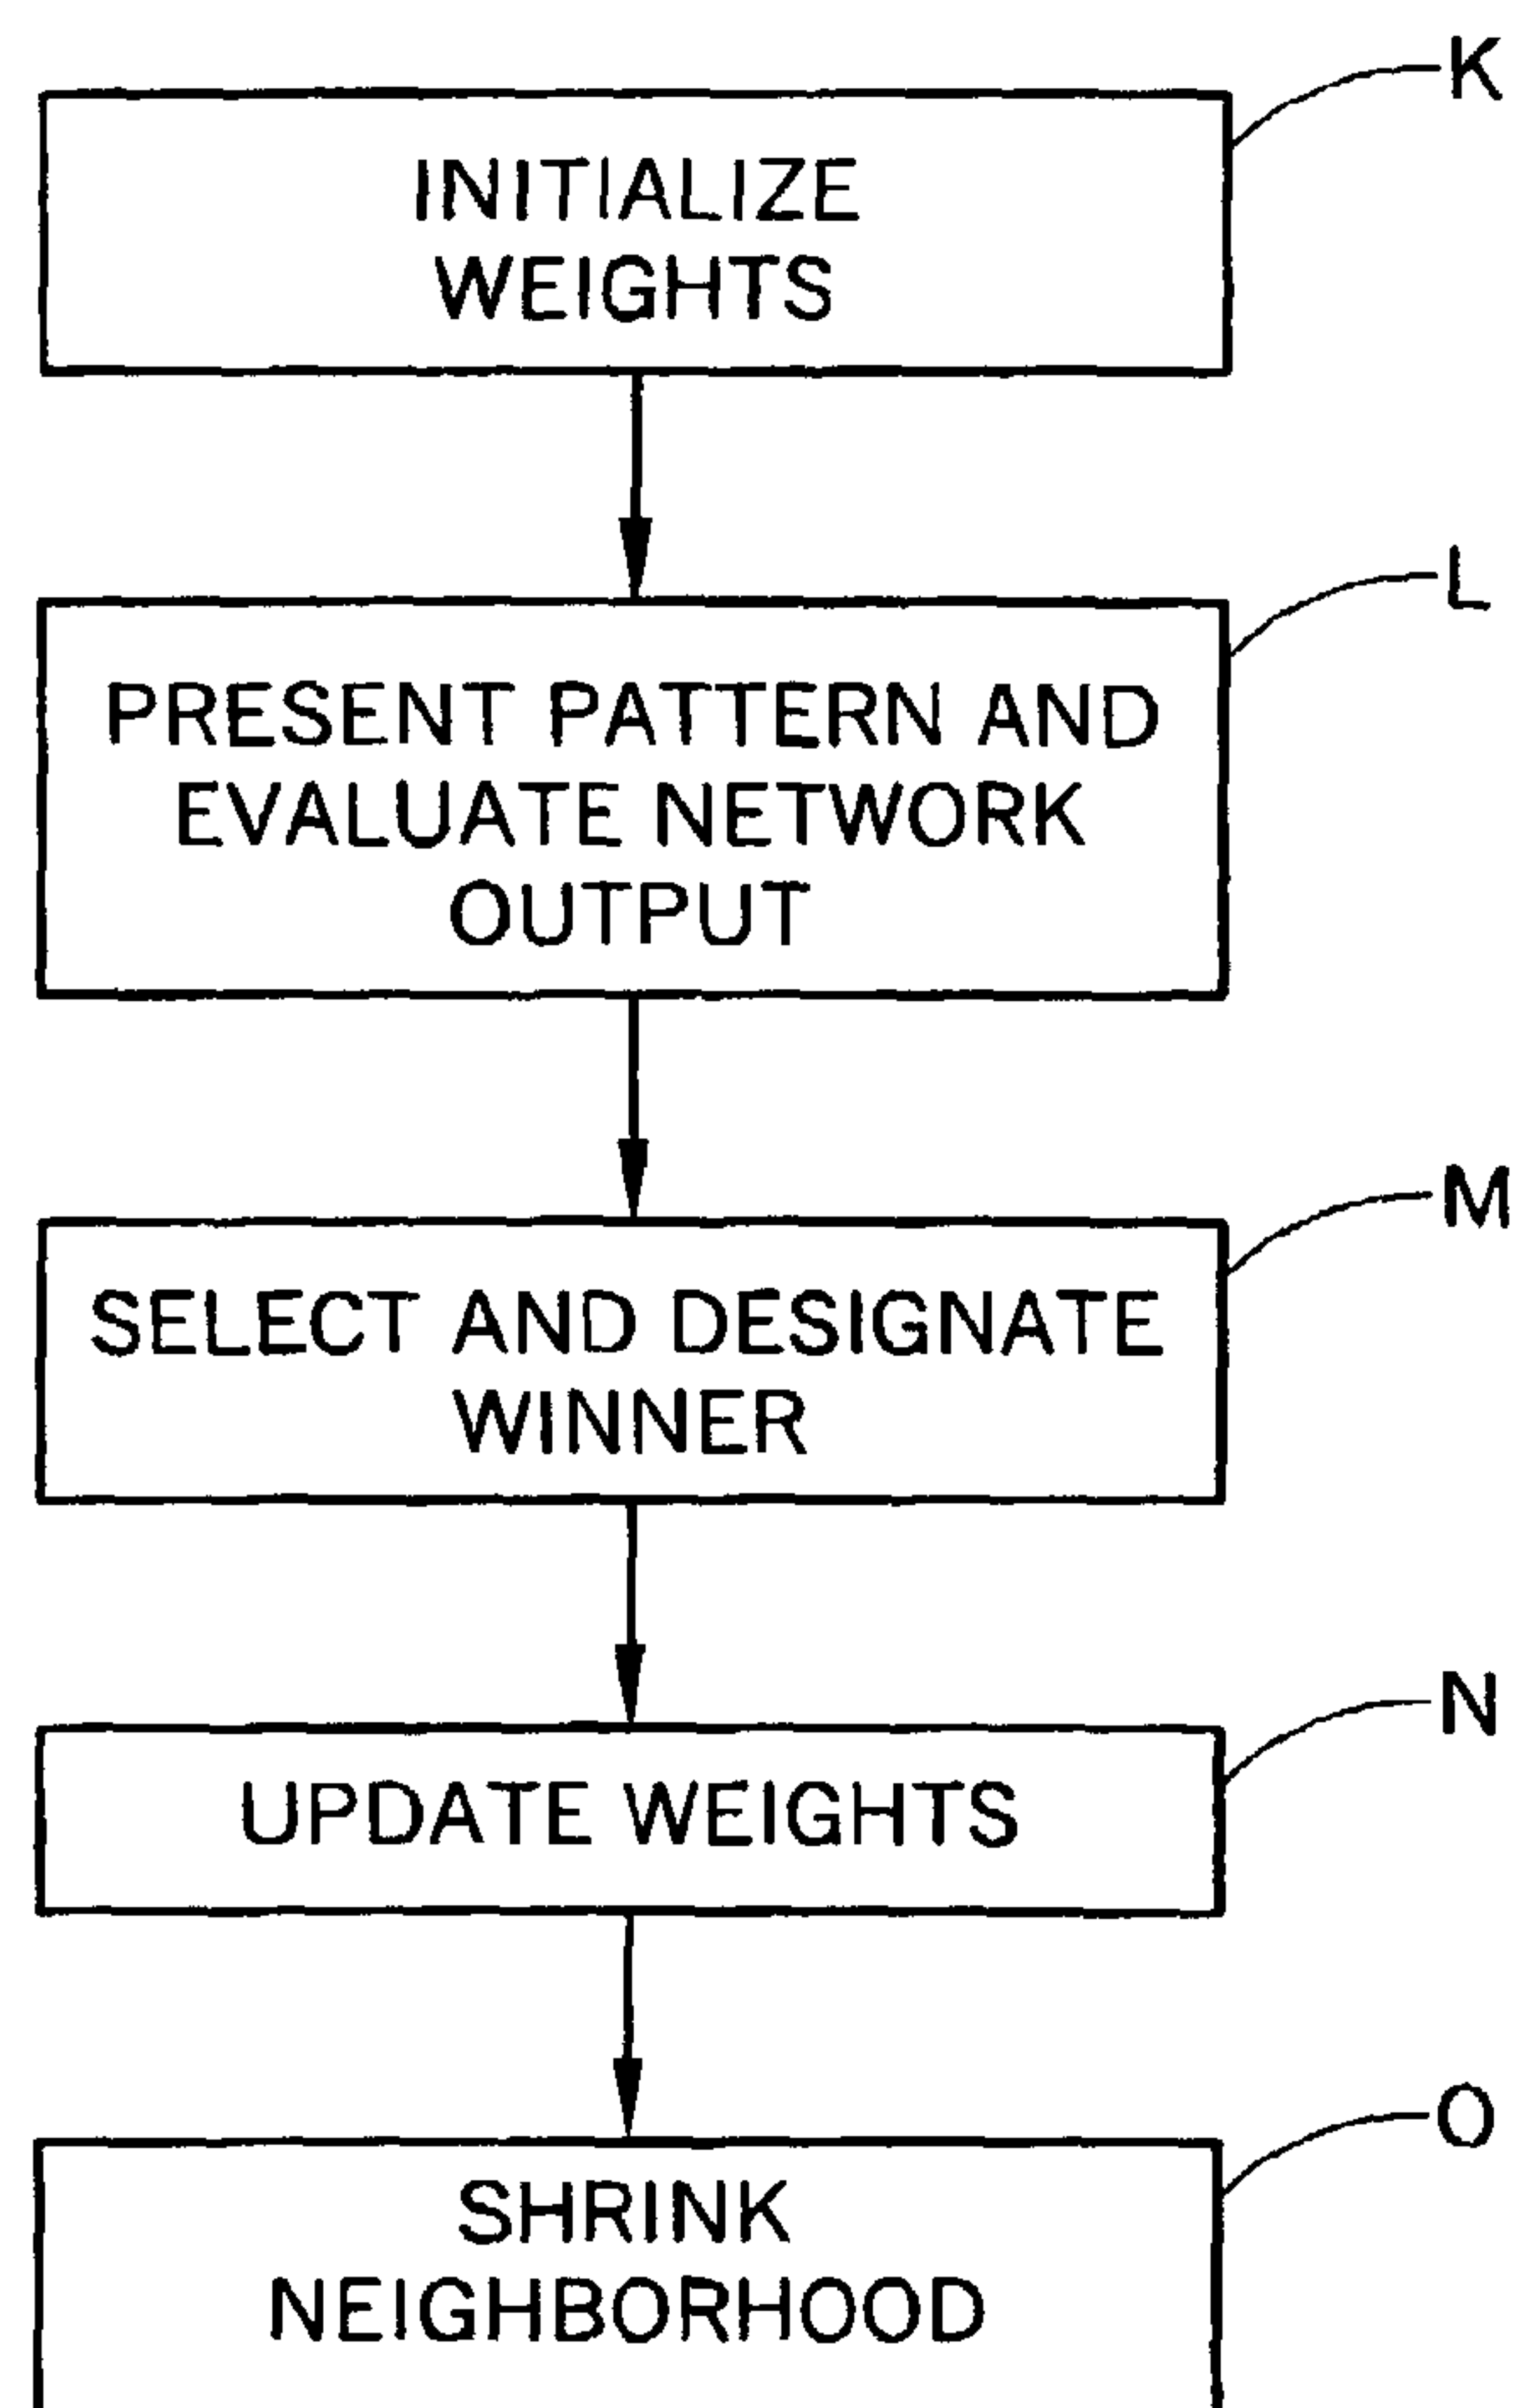 K
INITIALIZE
WEIGHTS
L
PRESENT PATTERN AND
EVALUATE NETWORK
OUTPUT
M
SELECT AND DESIGNATE
WINNER
N
UPDATE WEIGHTS
O
SHRINK
NEIGHBORHOOD